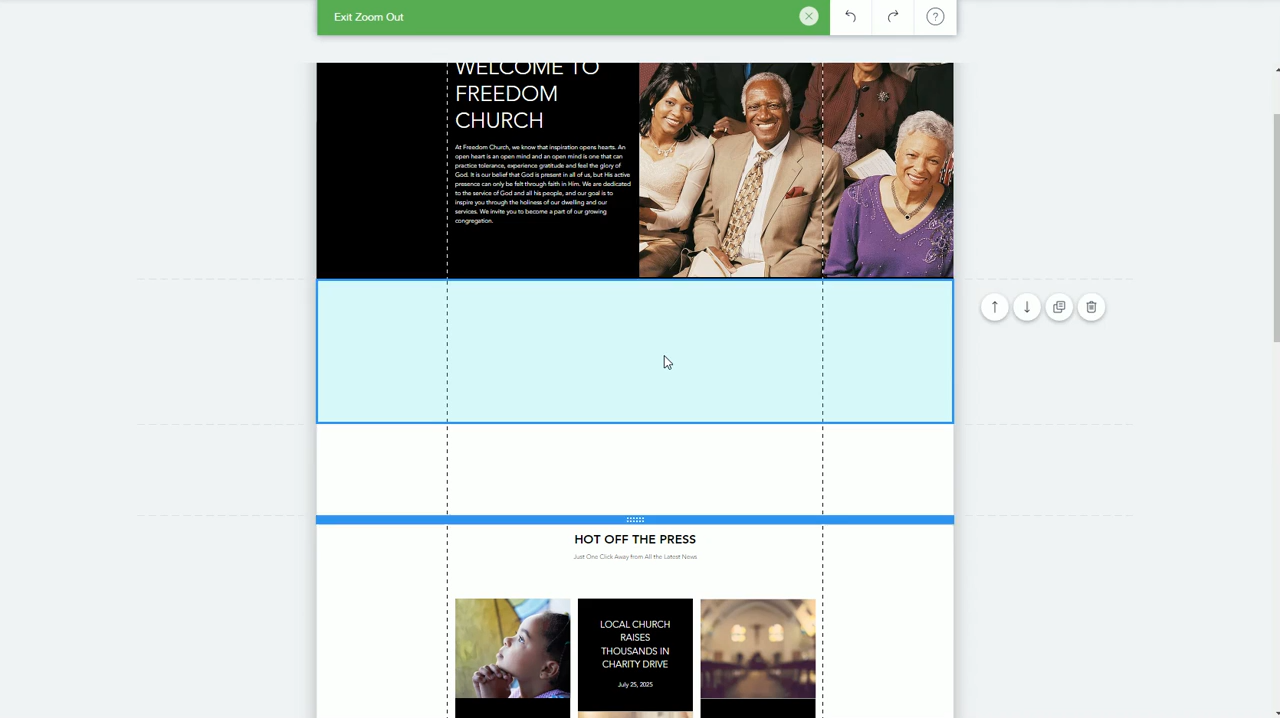 Exit Zoom Out
?
WELCOME TO
FREEDOM
CHURCH
At Freedom Church, we know that inspiration opens hearts. An
open heart is an open mind and an open mind is one that can
practice tolerance, experience gratitude and feel the glory of
God. It is our belief that God is present in all of us, but His active
presence can only be felt through faith in Him. We are dedicated
to the service of God and all his people, and our goal is to
inspire you through the holiness of our dwelling and our
services. We invite you to become a part of our growing
congregation.
HOT OFF THE PRESS
Just One Click Away from All the Latest News
LOCAL CHURCH
RAISES
THOUSANDS IN
CHARITY DRIVE
July 25, 2025